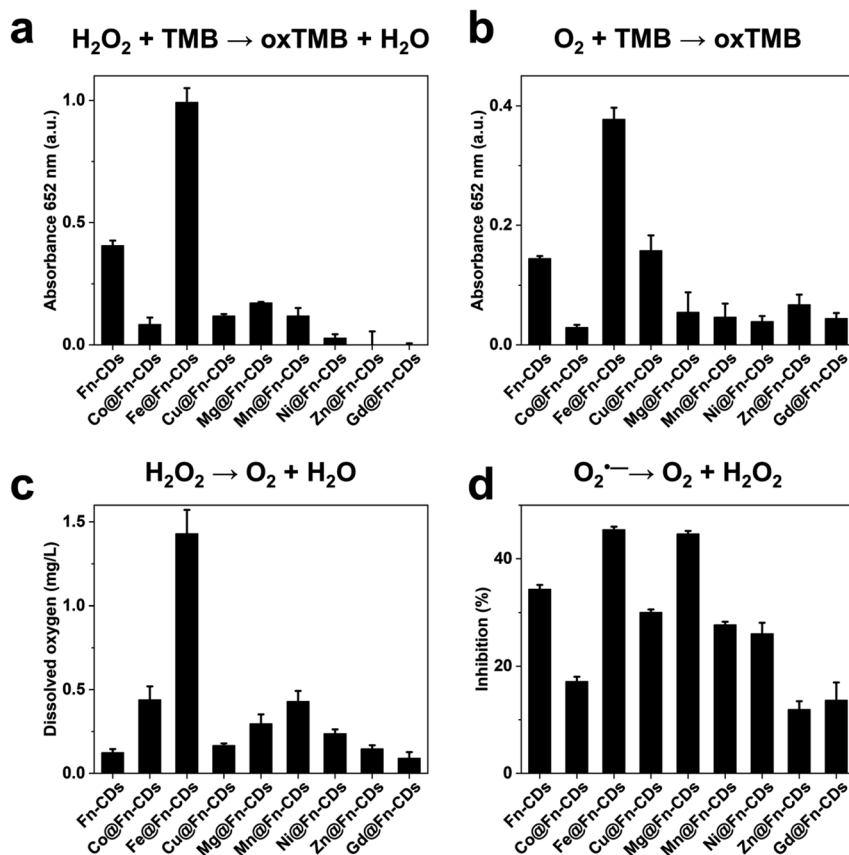 a
H₂O₂ + TMB → oxTMB + H₂O
Absorbance 652 nm (a.u.)
1.0
0.5
0.0
Fn-CDs
Co@Fn-CDs
Fe@Fn-CDs
Cu@Fn-CDs
Mg@Fn-CDs
Mn@Fn-CDs
Ni@Fn-CDs
Zn@Fn-CDs
Gd@Fn-CDs
b
O₂ + TMB → oxTMB
Absorbance 652 nm (a.u.)
0.4
0.2
0.0
Fn-CDs
Co@Fn-CDs
Fe@Fn-CDs
Cu@Fn-CDs
Mg@Fn-CDs
Mn@Fn-CDs
Ni@Fn-CDs
Zn@Fn-CDs
Gd@Fn-CDs
c
H₂O₂ → O₂ + H₂O
Dissolved oxygen (mg/L)
1.5
1.0
0.5
0.0
Fn-CDs
Co@Fn-CDs
Fe@Fn-CDs
Cu@Fn-CDs
Mg@Fn-CDs
Mn@Fn-CDs
Ni@Fn-CDs
Zn@Fn-CDs
Gd@Fn-CDs
d
O₂•— → O₂ + H₂O₂
Inhibition (%)
40
20
0
Fn-CDs
Co@Fn-CDs
Fe@Fn-CDs
Cu@Fn-CDs
Mg@Fn-CDs
Mn@Fn-CDs
Ni@Fn-CDs
Zn@Fn-CDs
Gd@Fn-CDs